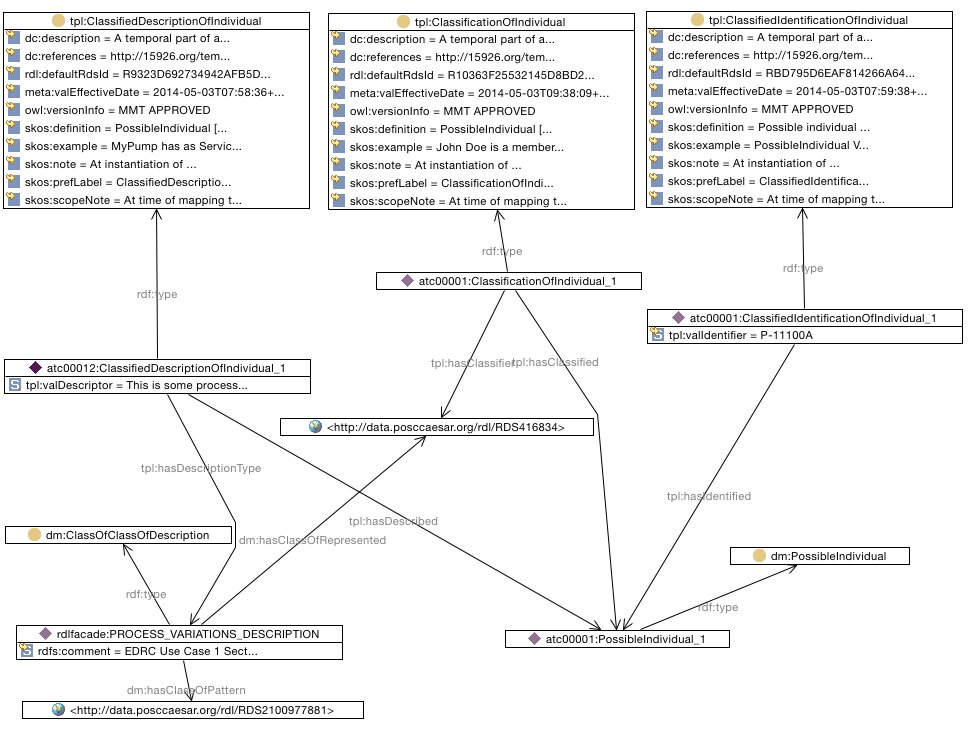 tpl:ClassifiedDescriptionOfIndividual
dc:description = A temporal part of a...
dc:references = http://15926.org/tem...
rdl:defaultRdsId = R9323D692734942AFB5D...
meta:valEffectiveDate = 2014-05-03T07:58:36+...
owl:versionInfo = MMT APPROVED
skos:definition = PossibleIndividual [...
skos:example = MyPump has as Servic...
skos:note = At instantiation of ...
skos:prefLabel = ClassifiedDescriptio...
skos:scopeNote = At time of mapping t...
tpl:ClassificationOfIndividual
dc:description = A temporal part of a...
dc:references = http://15926.org/tem...
rdl:defaultRdsId = R10363F25532145D8BD2...
meta:valEffectiveDate = 2014-05-03T09:38:09+...
owl:versionInfo = MMT APPROVED
skos:definition = PossibleIndividual [...
skos:example = John Doe is a member...
skos:note = At instantiation of ...
skos:prefLabel = ClassificationOfIndi...
skos:scopeNote = At time of mapping t...
tpl:ClassifiedIdentificationOfIndividual
dc:description = A temporal part of a...
dc:references = http://15926.org/tem...
rdl:defaultRdsId = RBD795D6EAF814266A64...
meta:valEffectiveDate = 2014-05-03T07:59:38+...
owl:versionInfo = MMT APPROVED
skos:definition = Possible individual ...
skos:example = PossibleIndividual V...
skos:note = At instantiation of ...
skos:prefLabel = ClassifiedIdentifica...
skos:scopeNote = At time of mapping t...
rdf:type
rdf:type
rdf:type
atc00001:ClassificationOfIndividual_1
atc00001:ClassifiedIdentificationOfIndividual_1
tpl:valIdentifier = P-11100A
atc00012:ClassifiedDescriptionOfIndividual_1
tpl:valDescriptor = This is some process...
tpl:hasClassifier
tpl:hasClassified
<http://data.posccaesar.org/rdl/RDS416834>
tpl:hasDescriptionType
tpl:hasIdentified
tpl:hasDescribed
dm:ClassOfClassOfDescription
dm:hasClassOfRepresented
dm:PossibleIndividual
rdf:type
rdf:type
rdlfacade:PROCESS_VARIATIONS_DESCRIPTION
rdfs:comment = EDRC Use Case 1 Sect...
atc00001:PossibleIndividual_1
dm:hasClassOfPattern
<http://data.posccaesar.org/rdl/RDS2100977881>